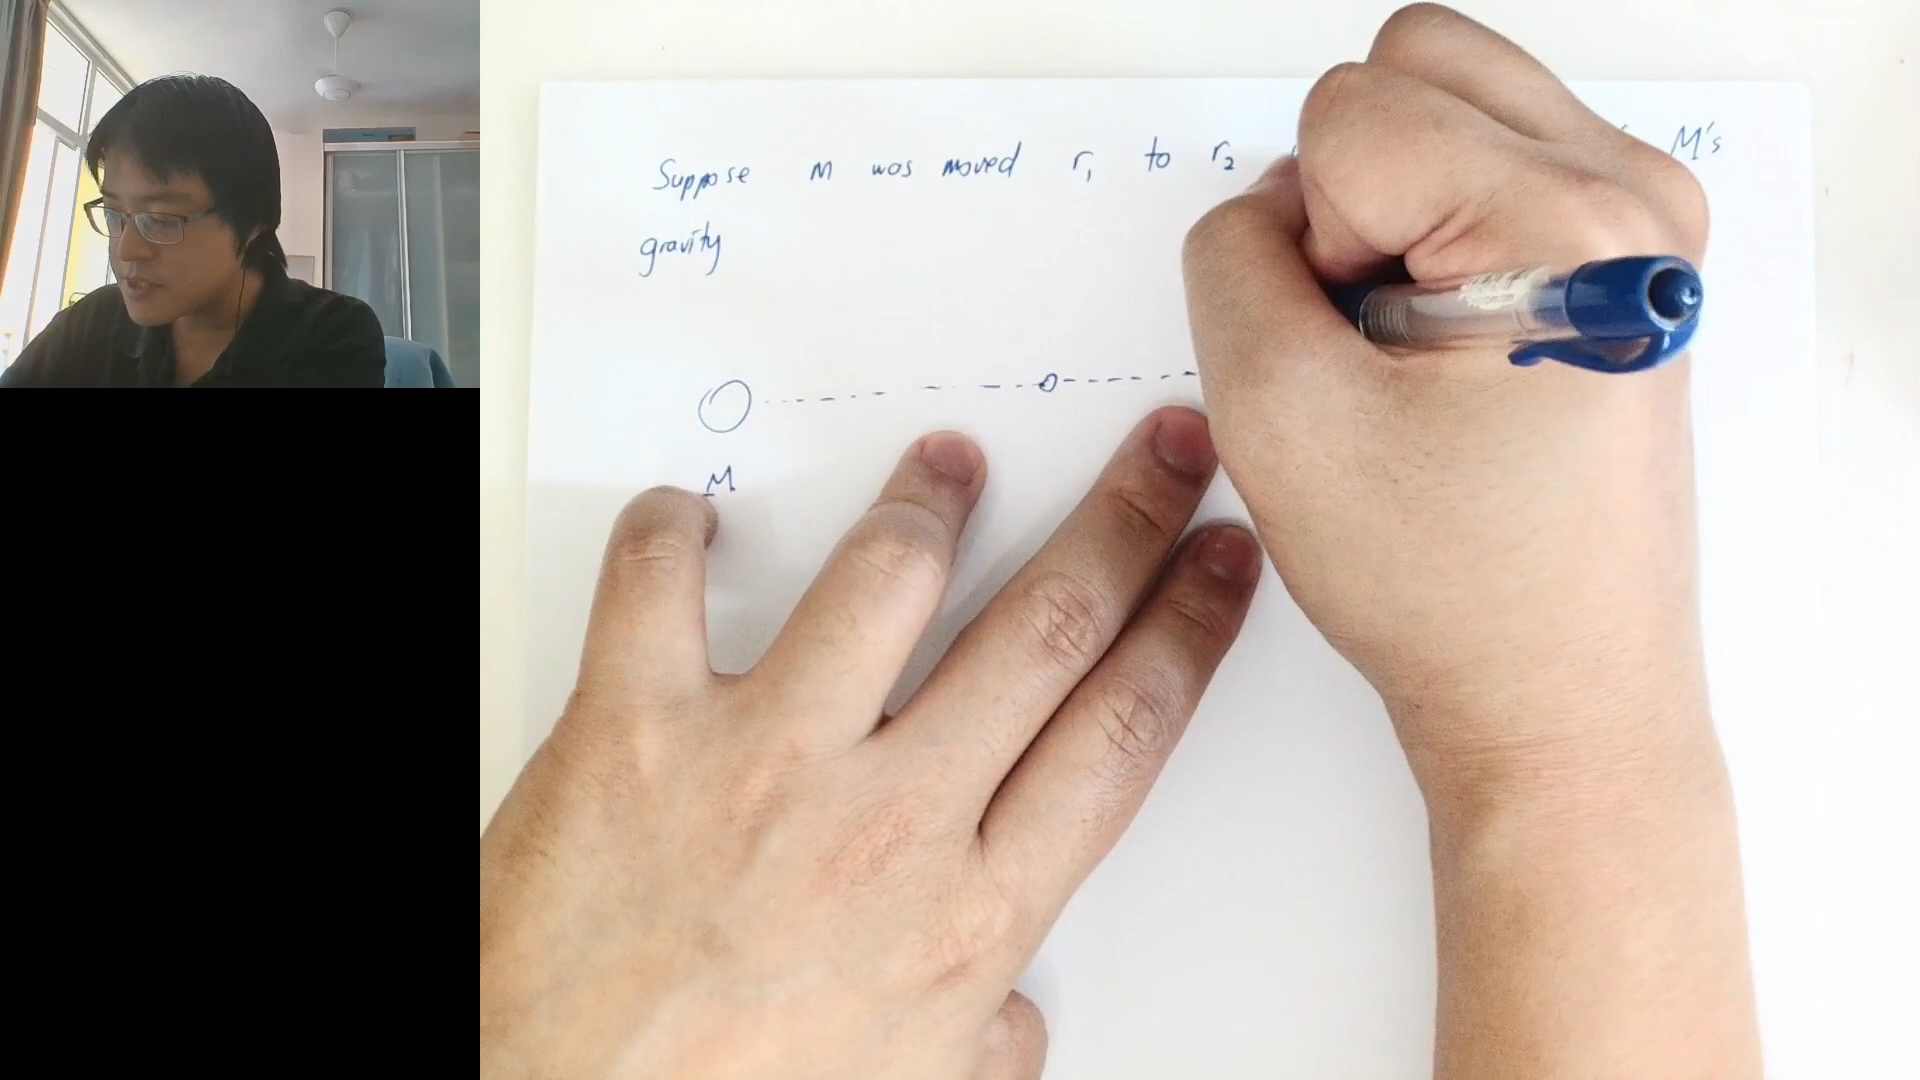 Suppose m was moved r₁ to r₂ M's
gravity
M